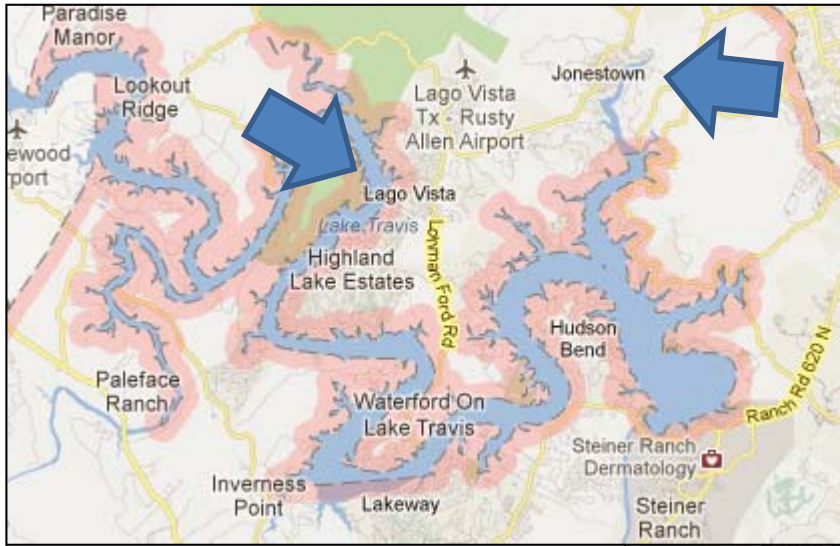 Paradise
Manor
Lookout
Ridge
ewood
rport
Jonestown
Lago Vista
Tx - Rusty
Allen Airport
Lago Vista
Lake Travis
Highland
Lake Estates
Lohman Ford Rd
Hudson
Bend
Paleface
Ranch
Waterford On
Lake Travis
Ranch Rd 620 N
Steiner Ranch
Dermatology
Inverness
Point
Lakeway
Steiner
Ranch